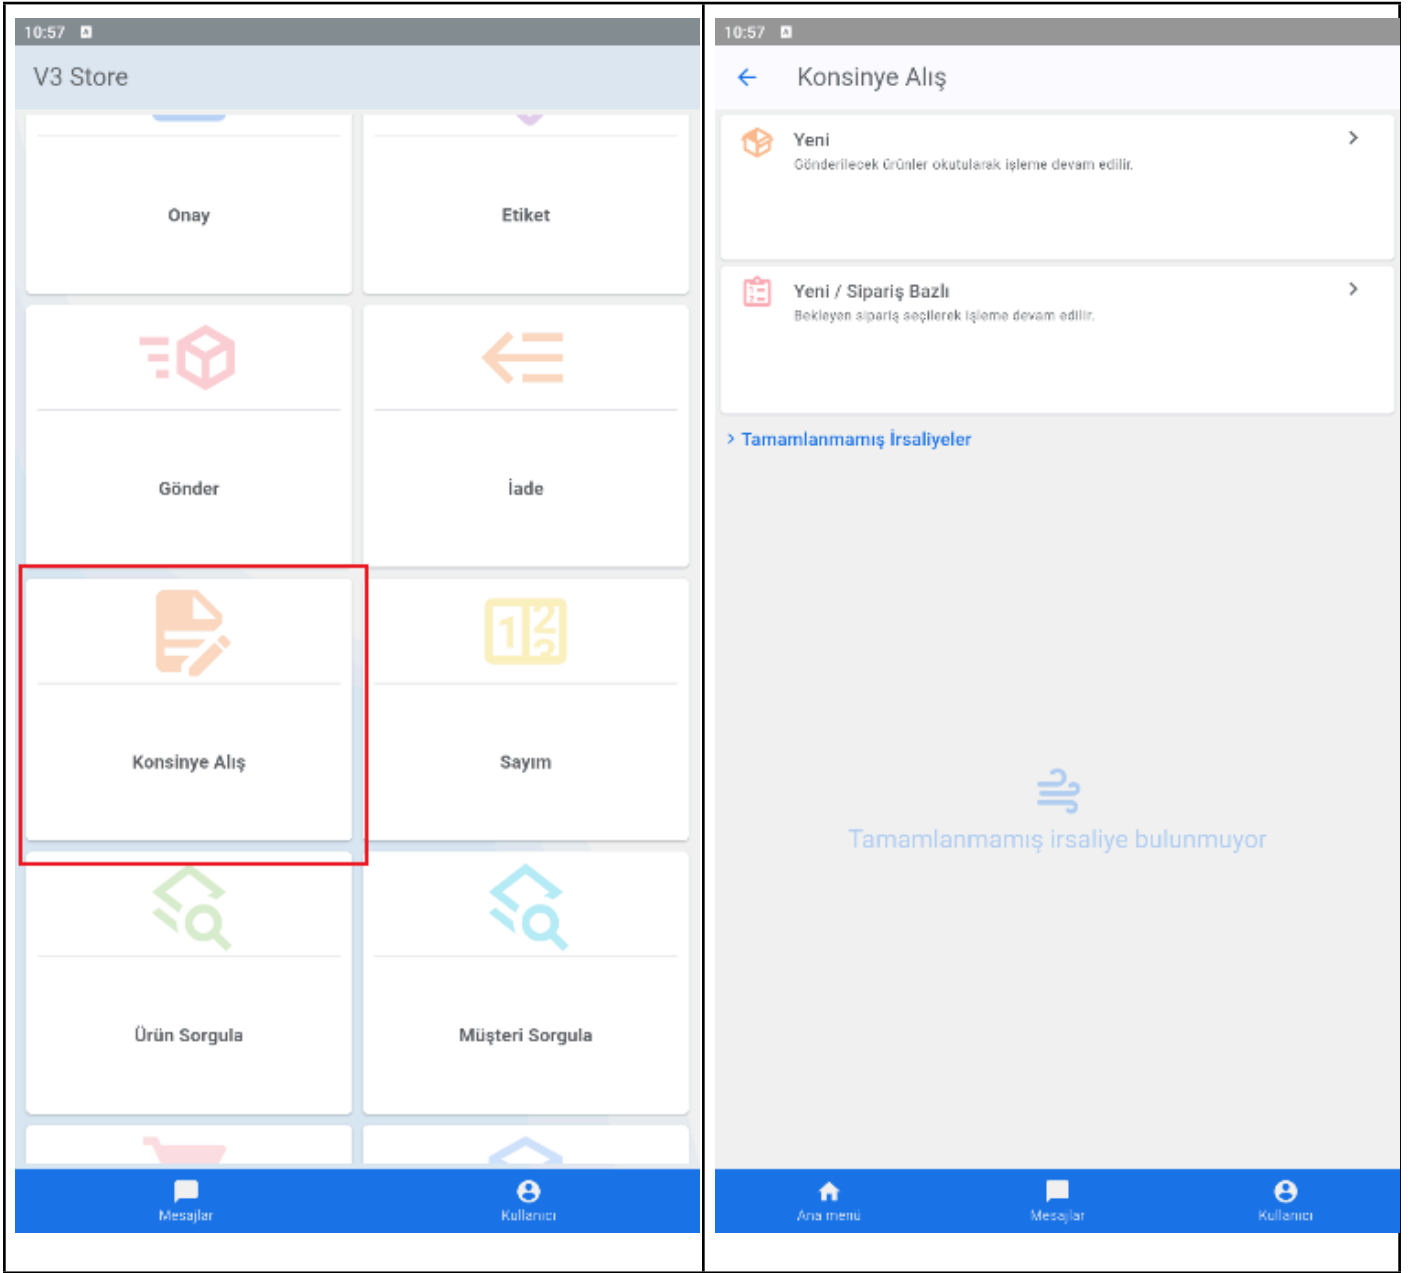 10:57
V3 Store
Onay
Etiket
Gönder
İade
Konsinye Alış
Sayım
Ürün Sorgula
Müşteri Sorgula
Mesajlar
Kullanıcı
10:57
Konsinye Alış
Yeni
Gönderilecek ürünler okutularak işleme devam edilir.
Yeni / Sipariş Bazlı
Bekleyen sipariş seçilerek işleme devam edilir.
> Tamamlanmamış İrsaliyeler
Tamamlanmamış irsaliye bulunmuyor
Ana menü
Mesajlar
Kullanıcı